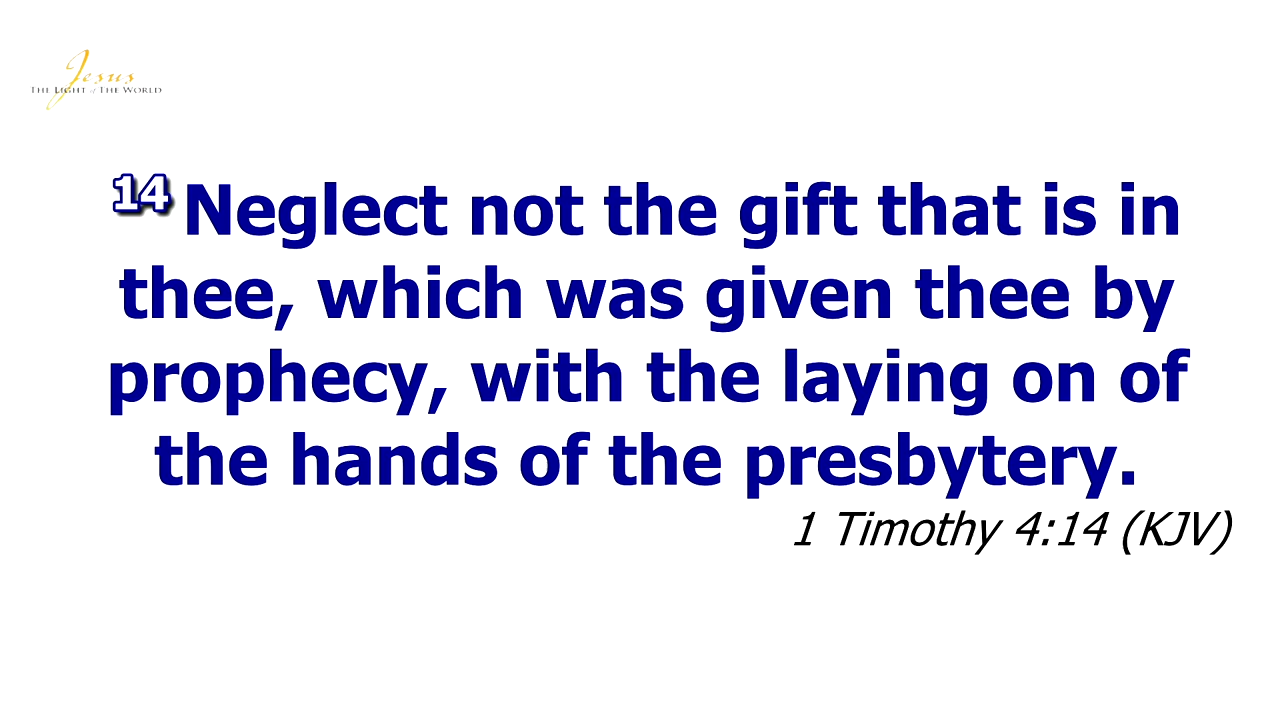 Jesus
THE LIGHT of THE WORLD
14 Neglect not the gift that is in
thee, which was given thee by
prophecy, with the laying on of
the hands of the presbytery.
1 Timothy 4:14 (KJV)